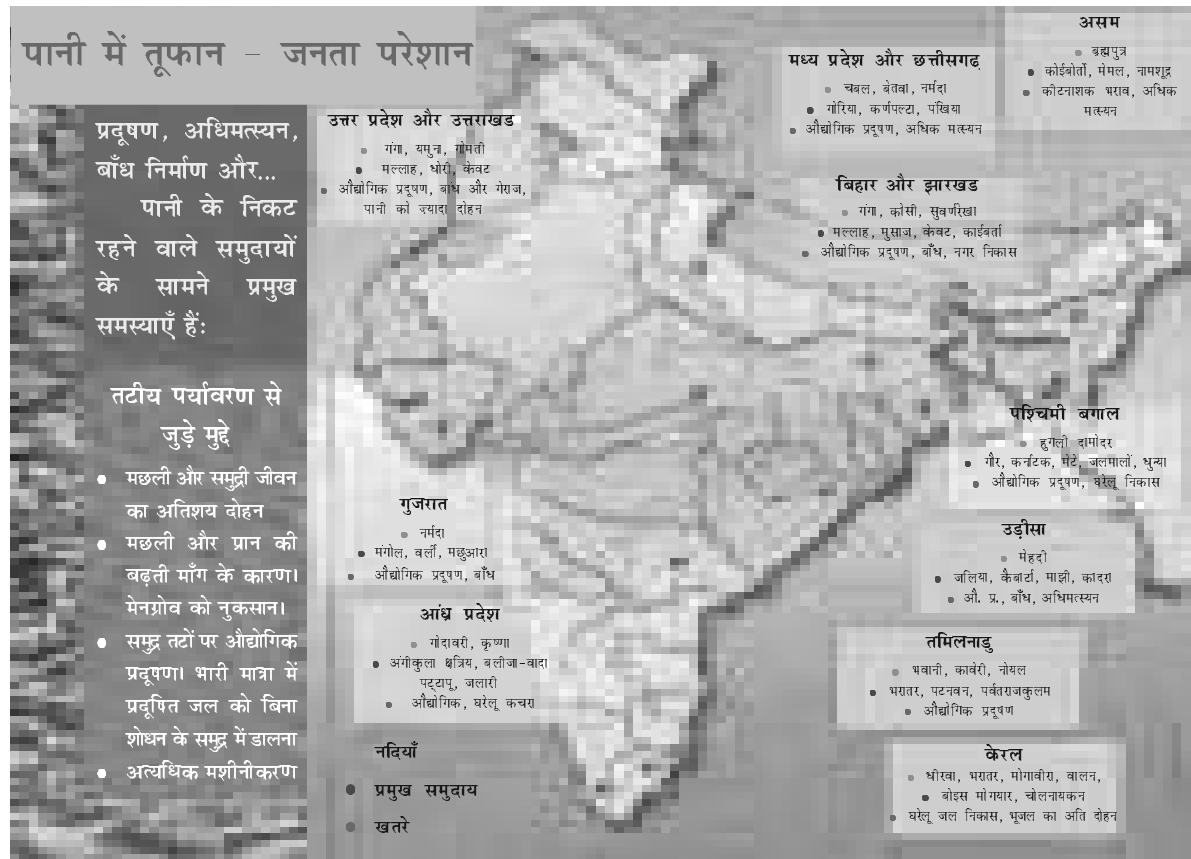 पानी में तूफान – जनता परेशान
प्रदूषण, अधिमत्स्यन,
बाँध निर्माण और...
पानी के निकट
रहने वाले समुदायों
के सामने प्रमुख
समस्याएँ हैं:
तटीय पर्यावरण से
जुड़े मुद्दे
• मछली और समुद्री जीवन
का अतिशय दोहन
• मछली और प्रान की
बढ़ती माँग के कारण।
मेनग्रोव को नुकसान।
• समुद्र तटों पर औद्योगिक
प्रदूषण। भारी मात्रा में
प्रदूषित जल को बिना
शोधन के समुद्र में डालना
• अत्यधिक मशीनीकरण
उत्तर प्रदेश और उत्तराखंड
• गंगा, यमुना, गोमती
• मल्लाह, धोरी, केवट
• औद्योगिक प्रदूषण, बांध और गेराज,
पानी को ज़्यादा दोहन
मध्य प्रदेश और छत्तीसगढ़
• चंबल, बेतवा, नर्मदा
• गोरिया, कर्णपल्टा, पंखिया
• औद्योगिक प्रदूषण, अधिक मत्स्यन
असम
• ब्रह्मपुत्र
• कोईबोर्तो, मेमल, नामशूद्र
• कीटनाशक भराव, अधिक
मत्स्यन
बिहार और झारखंड
• गंगा, कोसी, सुवर्णरेखा
• मल्लाह, मुसाज, केवट, काईबर्ता
• औद्योगिक प्रदूषण, बाँध, नगर निकास
पश्चिमी बंगाल
• हुगली दामोदर
• गौर, कर्नाटक, मेटे, जलमालों, धुन्या
• औद्योगिक प्रदूषण, घरेलू निकास
गुजरात
• नर्मदा
• मंगोल, वर्ली, मछुआरा
• औद्योगिक प्रदूषण, बाँध
उड़ीसा
• मेहदी
• जलिया, कैबार्टा, माझी, कांदरा
• औ. प्र., बाँध, अधिमत्स्यन
आंध्र प्रदेश
• गोदावरी, कृष्णा
• अंगीकुला क्षत्रिय, बलीजा-वादा
पट्टापू, जलारी
• औद्योगिक, घरेलू कचरा
तमिलनाडु
• भवानी, कावेरी, नोयल
• भरातर, पटनवन, पर्वतराजकुलम
• औद्योगिक प्रदूषण
केरल
• धीरवा, भरातर, मोगावीरा, वालन,
• बोइस मोगयार, चोलनायकन
• घरेलू जल निकास, भूजल का अति दोहन
नदियाँ
• प्रमुख समुदाय
• खतरे